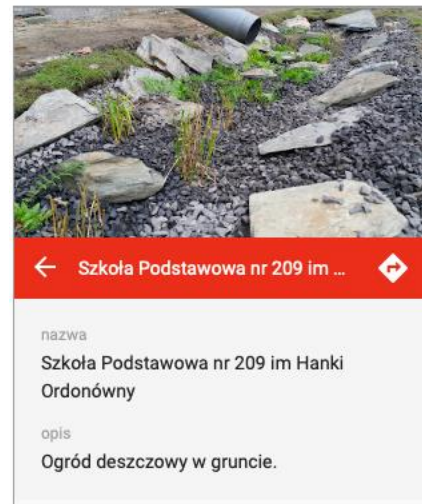 Szkoła Podstawowa nr 209 im ...
nazwa
Szkoła Podstawowa nr 209 im Hanki
Ordonówny
opis
Ogród deszczowy w gruncie.